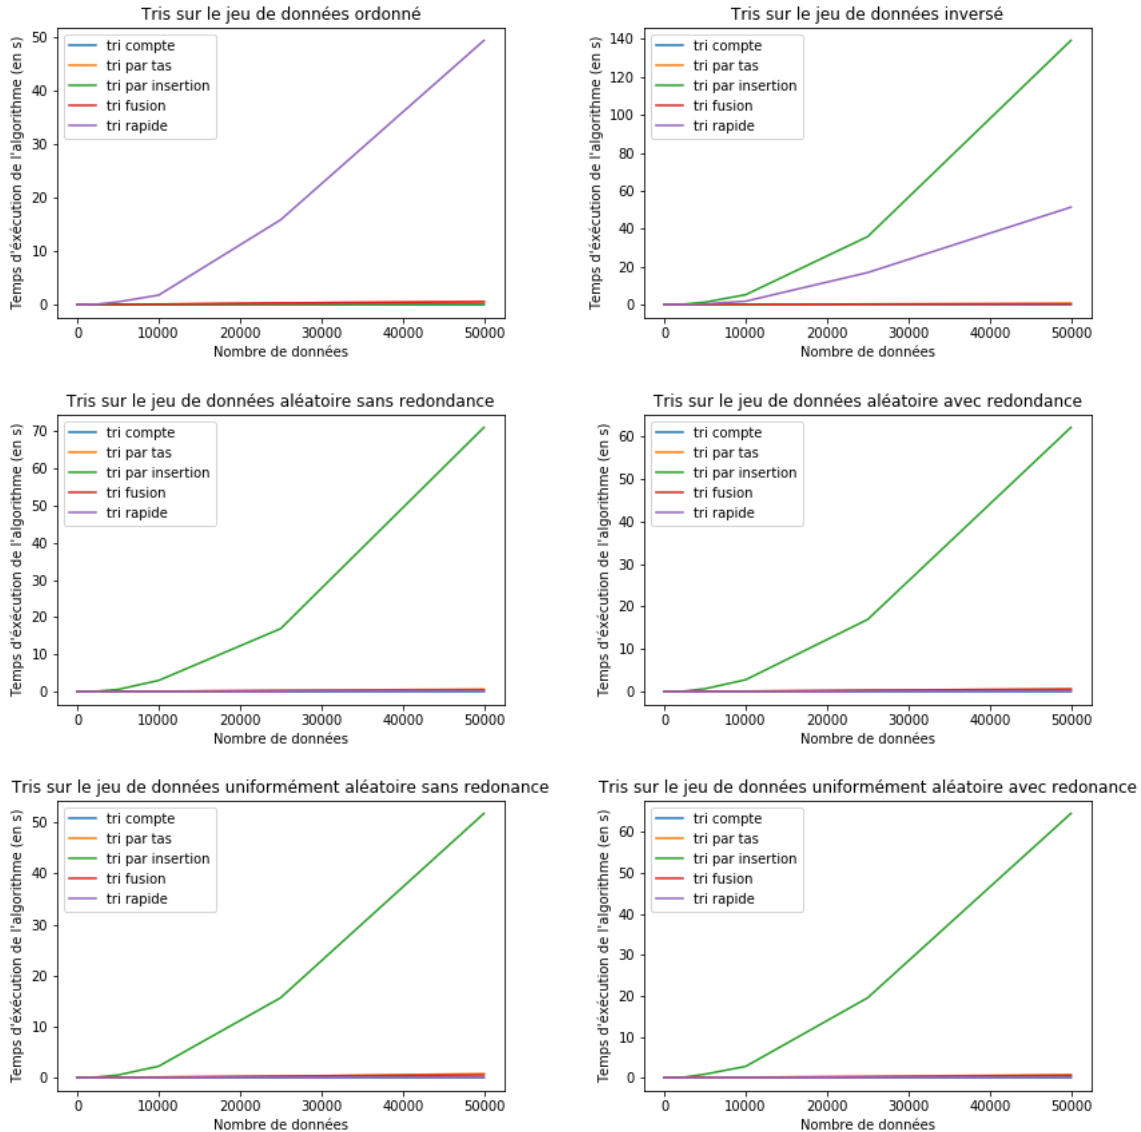 Tris sur le jeu de données ordonné
Temps d'éxécution de l'algorithme (en s)
50
40
30
20
10
0
tri compte
tri par tas
tri par insertion
tri fusion
tri rapide
0 10000 20000 30000 40000 50000
Nombre de données
Tris sur le jeu de données inversé
Temps d'éxécution de l'algorithme (en s)
140
120
100
80
60
40
20
0
tri compte
tri par tas
tri par insertion
tri fusion
tri rapide
0 10000 20000 30000 40000 50000
Nombre de données
Tris sur le jeu de données aléatoire sans redondance
Temps d'éxécution de l'algorithme (en s)
70
60
50
40
30
20
10
0
tri compte
tri par tas
tri par insertion
tri fusion
tri rapide
0 10000 20000 30000 40000 50000
Nombre de données
Tris sur le jeu de données aléatoire avec redondance
Temps d'éxécution de l'algorithme (en s)
60
50
40
30
20
10
0
tri compte
tri par tas
tri par insertion
tri fusion
tri rapide
0 10000 20000 30000 40000 50000
Nombre de données
Tris sur le jeu de données uniformément aléatoire sans redonance
Temps d'éxécution de l'algorithme (en s)
50
40
30
20
10
0
tri compte
tri par tas
tri par insertion
tri fusion
tri rapide
0 10000 20000 30000 40000 50000
Nombre de données
Tris sur le jeu de données uniformément aléatoire avec redonance
Temps d'éxécution de l'algorithme (en s)
60
50
40
30
20
10
0
tri compte
tri par tas
tri par insertion
tri fusion
tri rapide
0 10000 20000 30000 40000 50000
Nombre de données